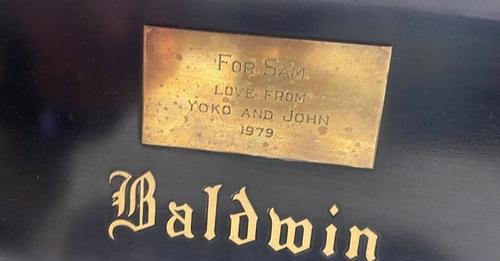 FOR SAM
LOVE FROM
YOKO AND JOHN
1979
Baldwin